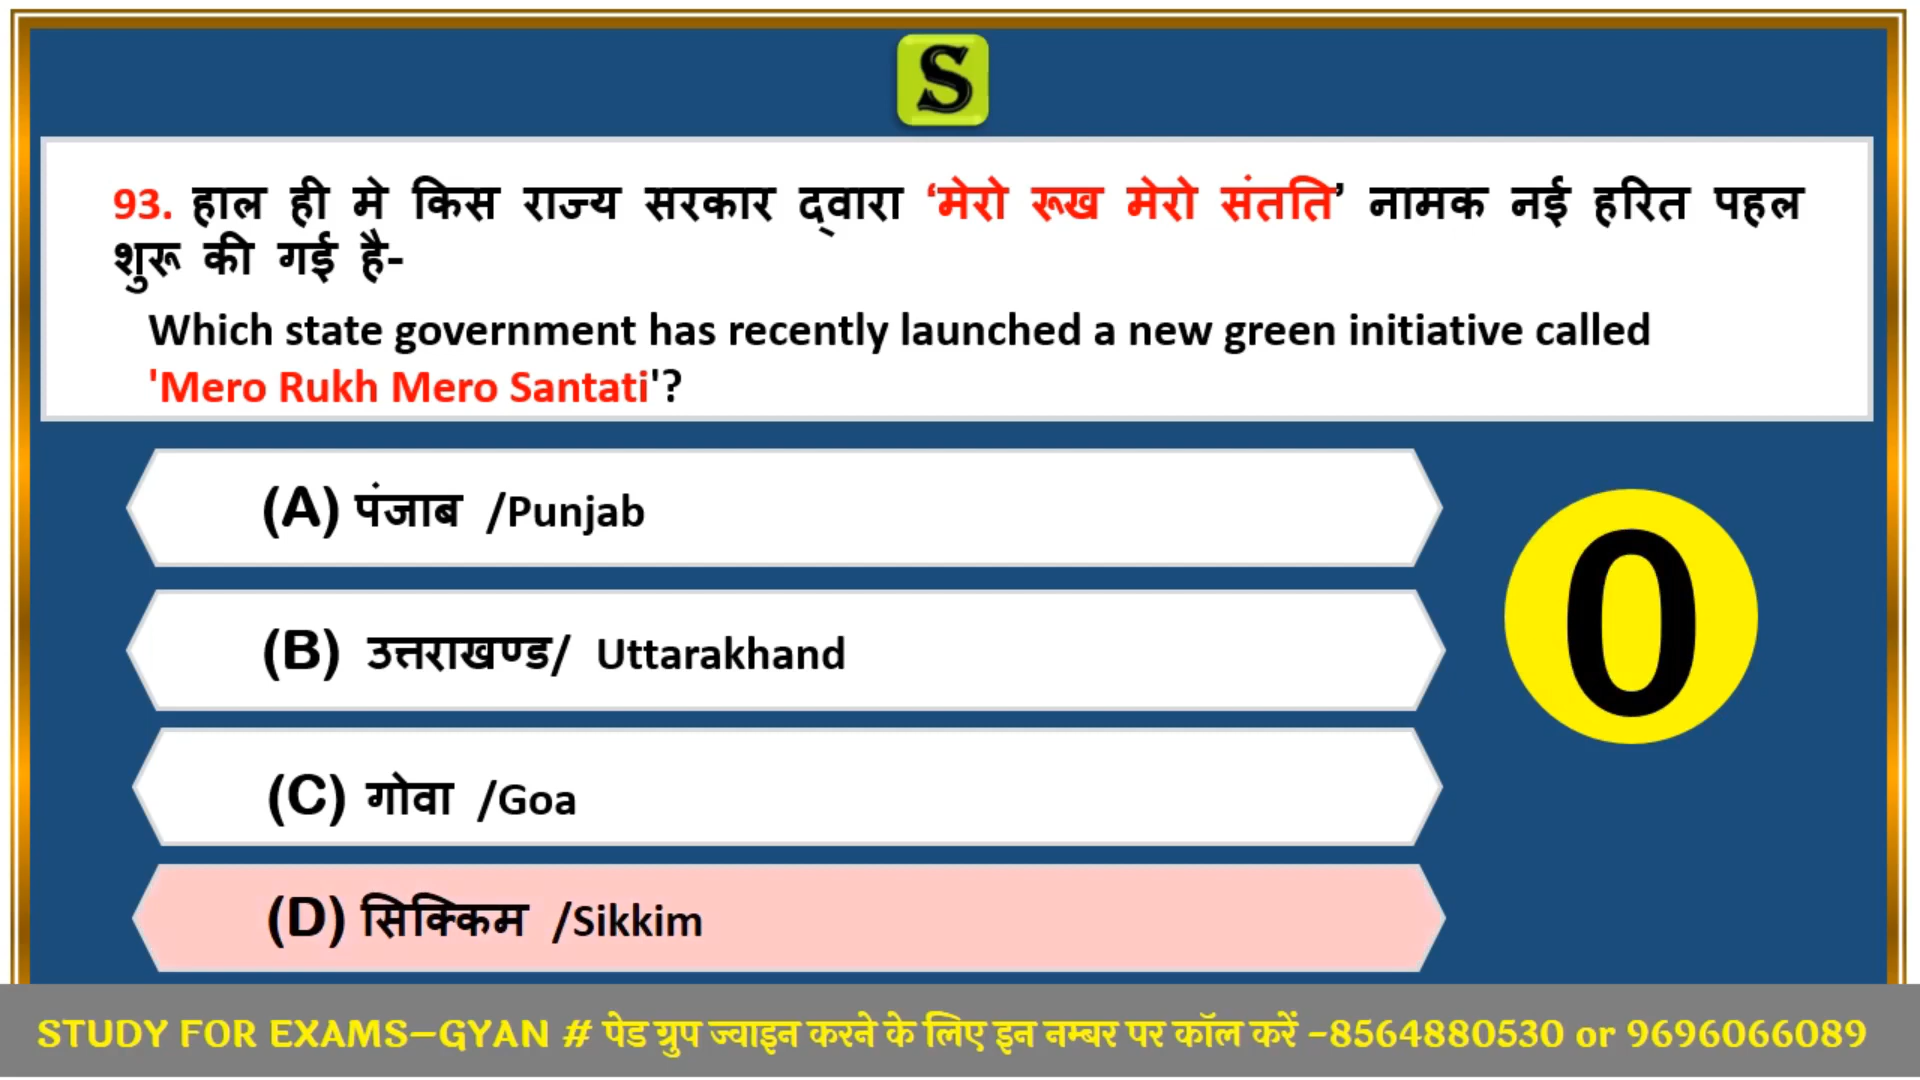 S
93. हाल ही मे किस राज्य सरकार द्वारा ‘मेरो रूख मेरो संतति’ नामक नई हरित पहल
शुरू की गई है-
Which state government has recently launched a new green initiative called
'Mero Rukh Mero Santati'?
(A) पंजाब /Punjab
(B) उत्तराखण्ड/ Uttarakhand
0
(C) गोवा /Goa
(D) सिक्किम /Sikkim
STUDY FOR EXAMS–GYAN # पेड ग्रुप ज्वाइन करने के लिए इन नम्बर पर कॉल करें -8564880530 or 9696066089